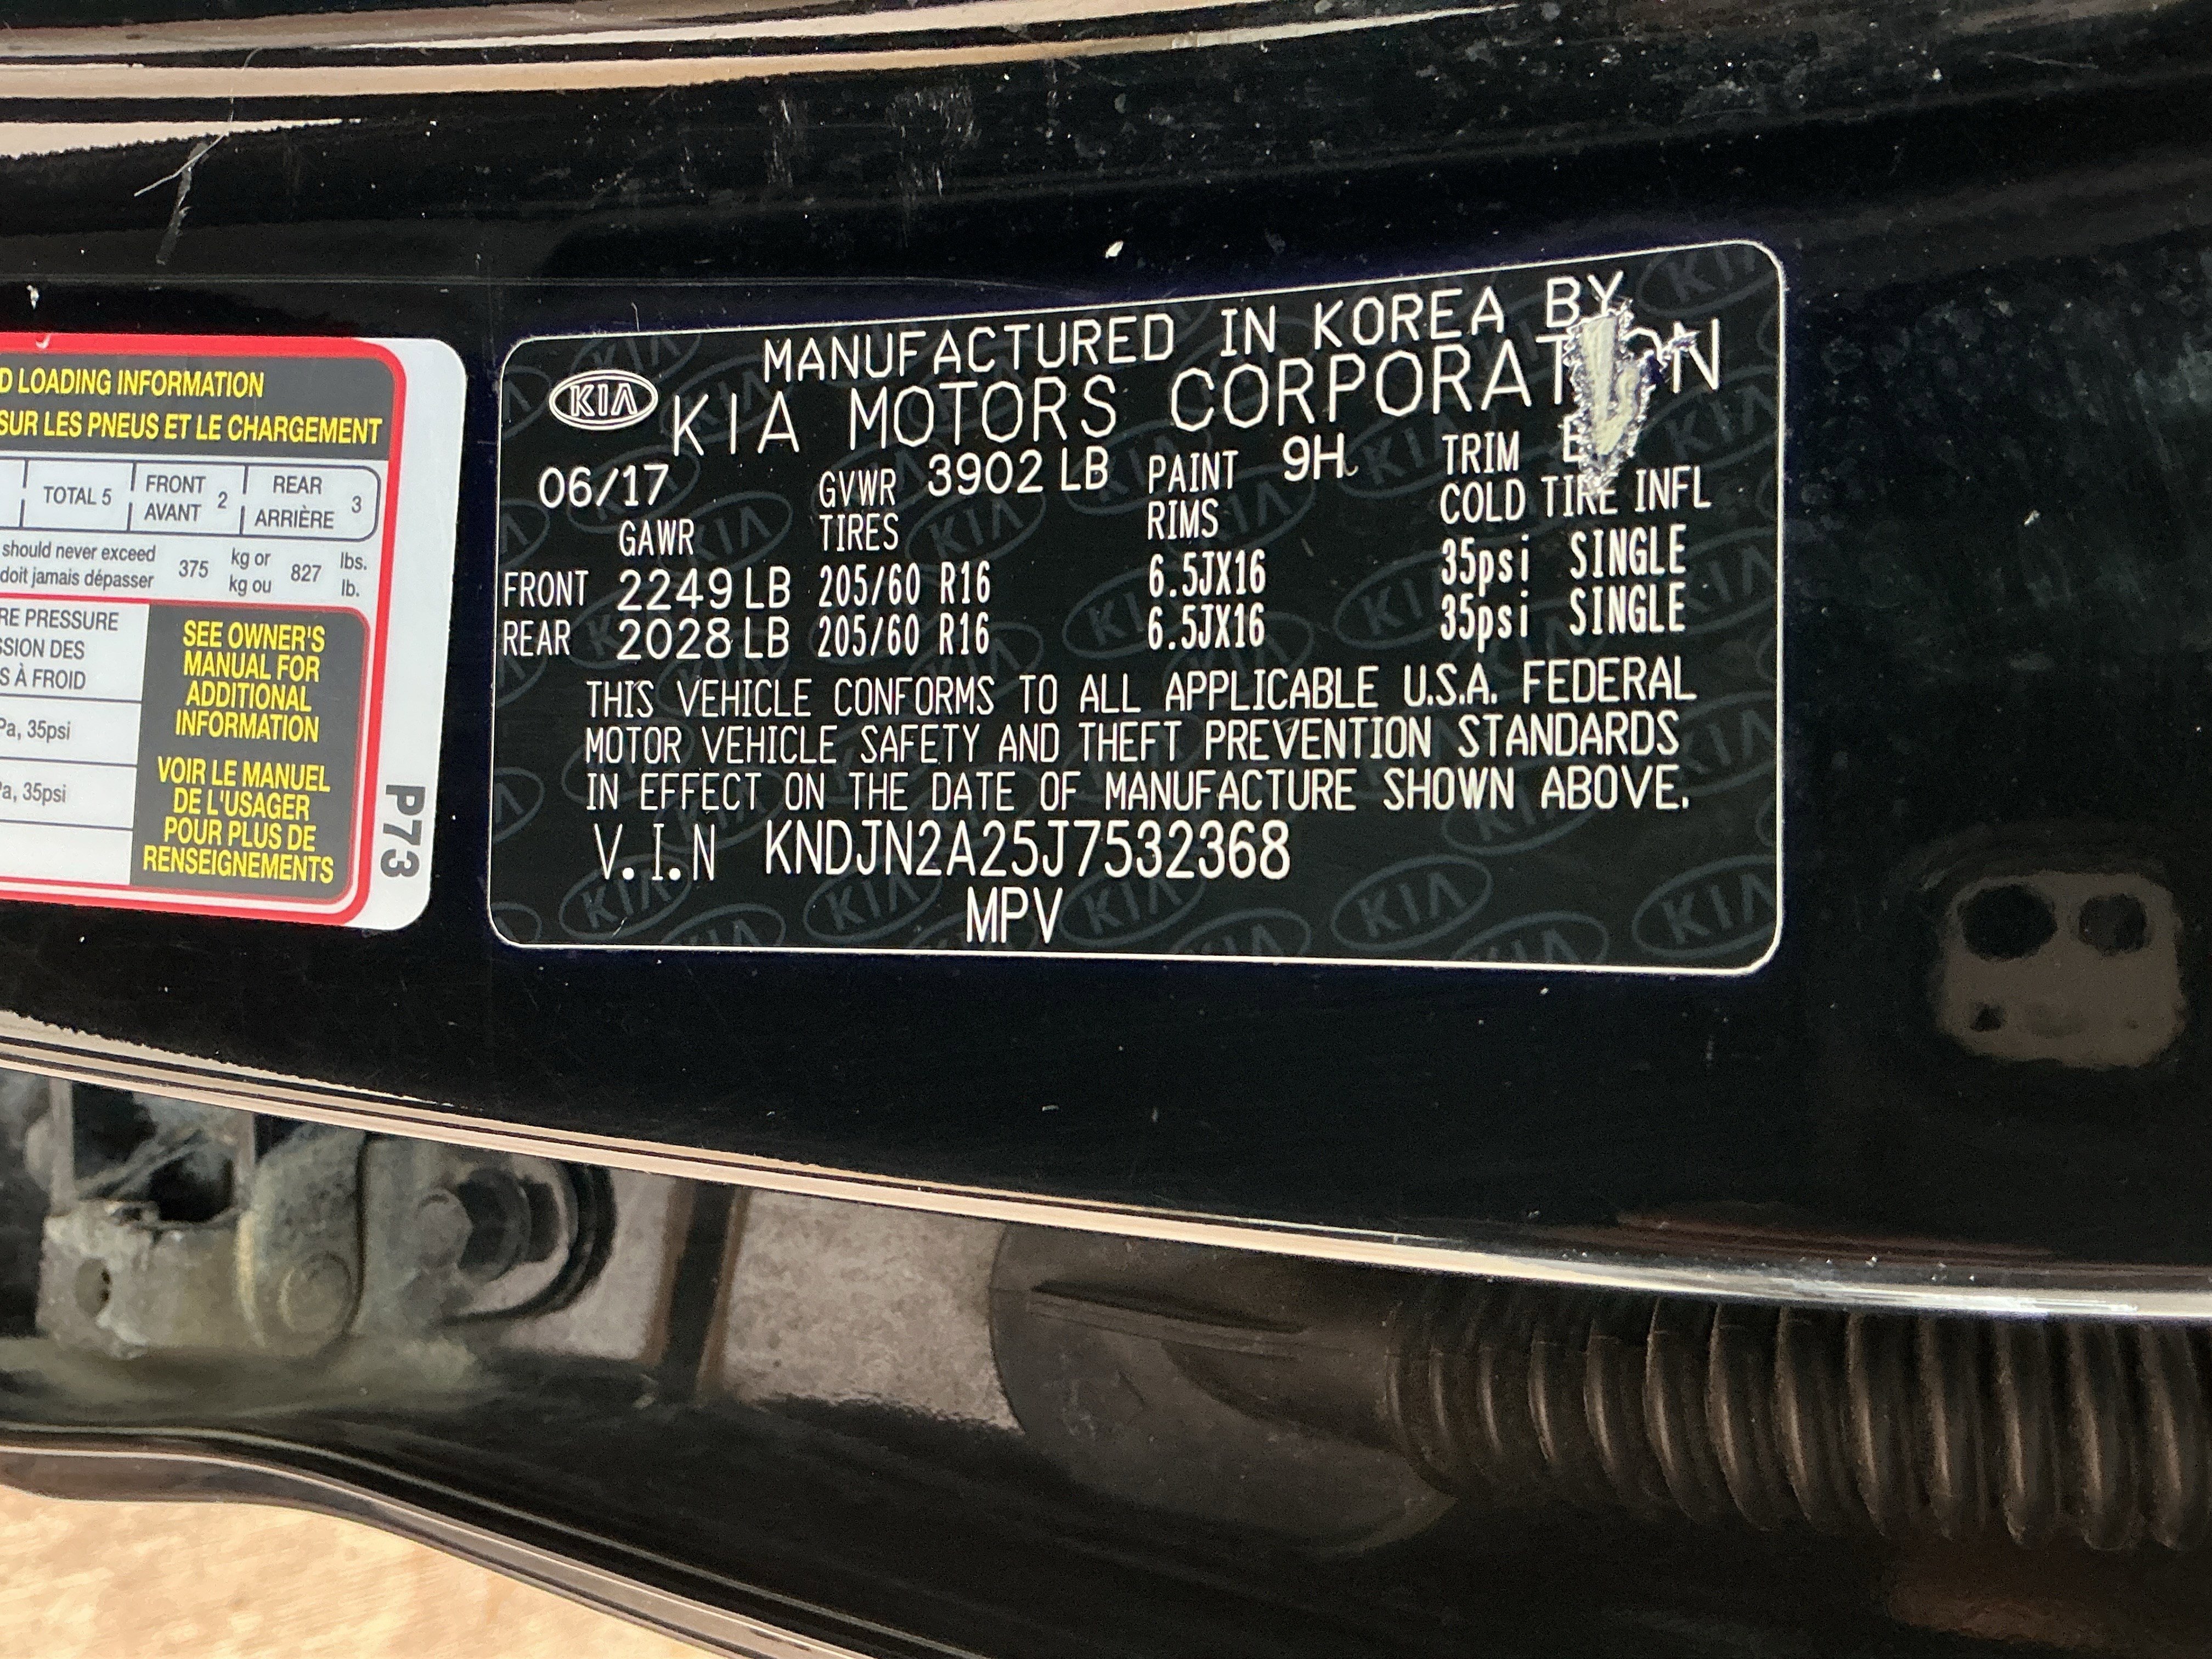 D LOADING INFORMATION
SUR LES PNEUS ET LE CHARGEMENT
TOTAL 5 FRONT 2 REAR 3
AVANT ARRIÈRE
should never exceed 375 kg or 827 lbs.
doit jamais dépasser kg ou lb.
RE PRESSURE
SSION DES
S À FROID
Pa, 35psi
a, 35psi
SEE OWNER'S
MANUAL FOR
ADDITIONAL
INFORMATION
VOIR LE MANUEL
DE L'USAGER
POUR PLUS DE
RENSEIGNEMENTS
P73
MANUFACTURED IN KOREA BY
KIA KIA MOTORS CORPORATION
06/17 GVWR 3902 LB PAINT 9H TRIM
GAWR TIRES RIMS COLD TIRE INFL
FRONT 2249 LB 205/60 R16 6.5JX16 35psi SINGLE
REAR 2028 LB 205/60 R16 6.5JX16 35psi SINGLE
THIS VEHICLE CONFORMS TO ALL APPLICABLE U.S.A. FEDERAL
MOTOR VEHICLE SAFETY AND THEFT PREVENTION STANDARDS
IN EFFECT ON THE DATE OF MANUFACTURE SHOWN ABOVE.
V.I.N KNDJN2A25J7532368
MPV